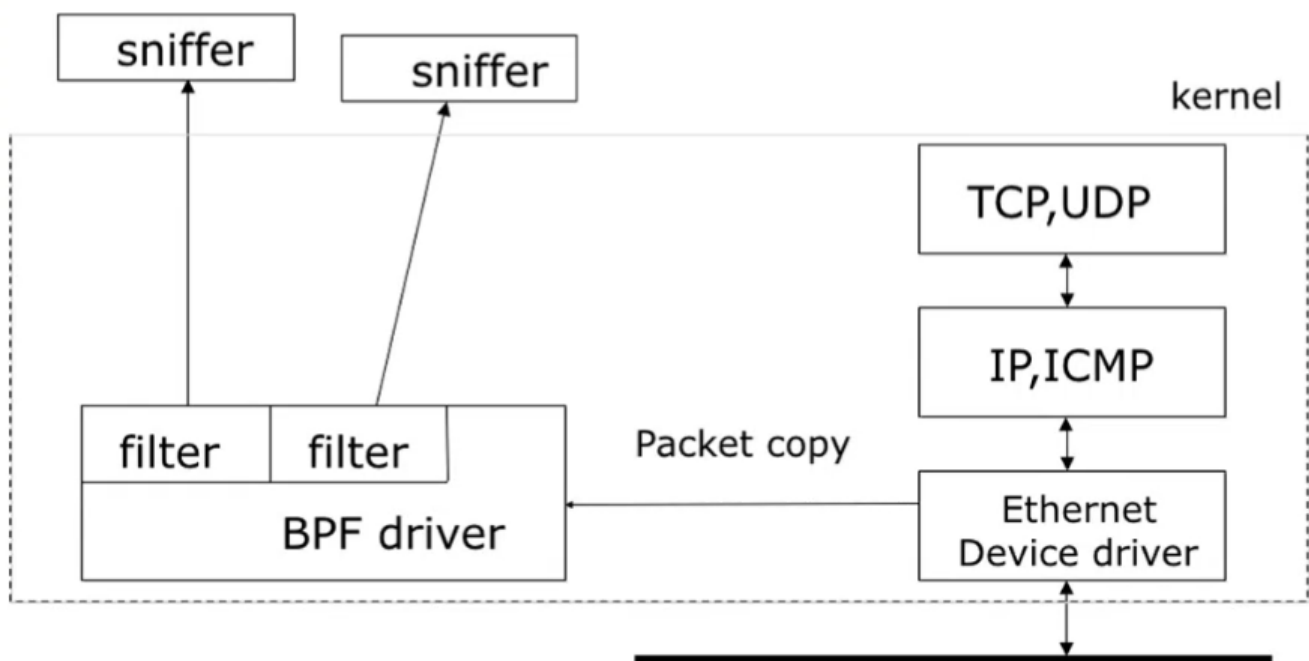 sniffer
sniffer
kernel
TCP,UDP
IP,ICMP
filter
filter
Packet copy
BPF driver
Ethernet
Device driver